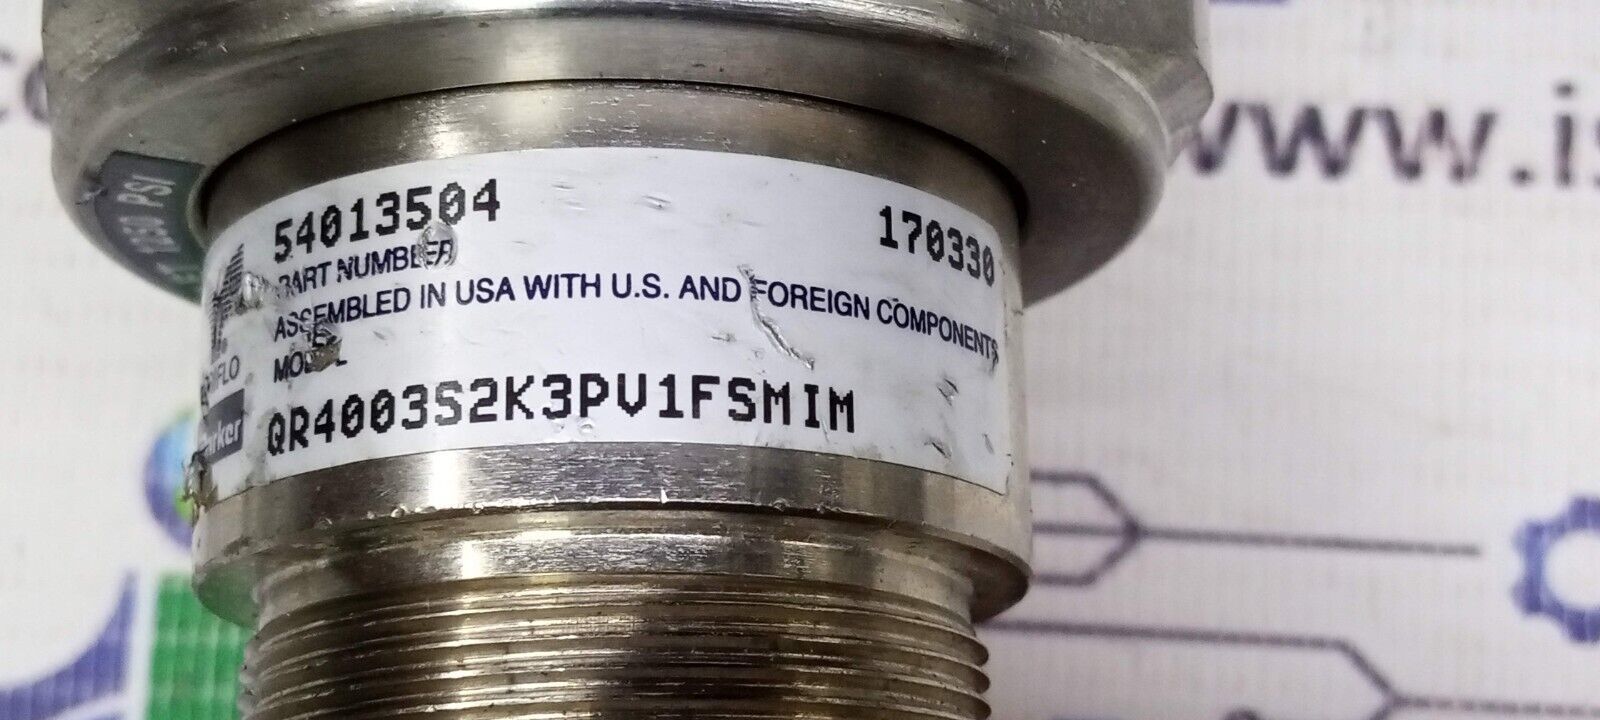 PSI
54013504 170330
PART NUMBER
ASSEMBLED IN USA WITH U.S. AND FOREIGN COMPONENTS
MODEL
QR4003S2K3PV1FSMIM
Parker
www.is